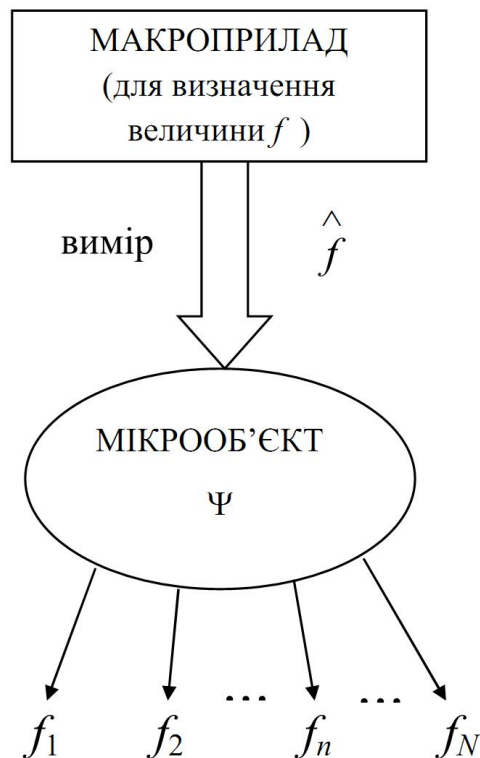 МАКРОПРИЛАД
(для визначення
величини f )
вимір
^
f
МІКРООБ’ЄКТ
Ψ
f1 f2 ... fn ... fN